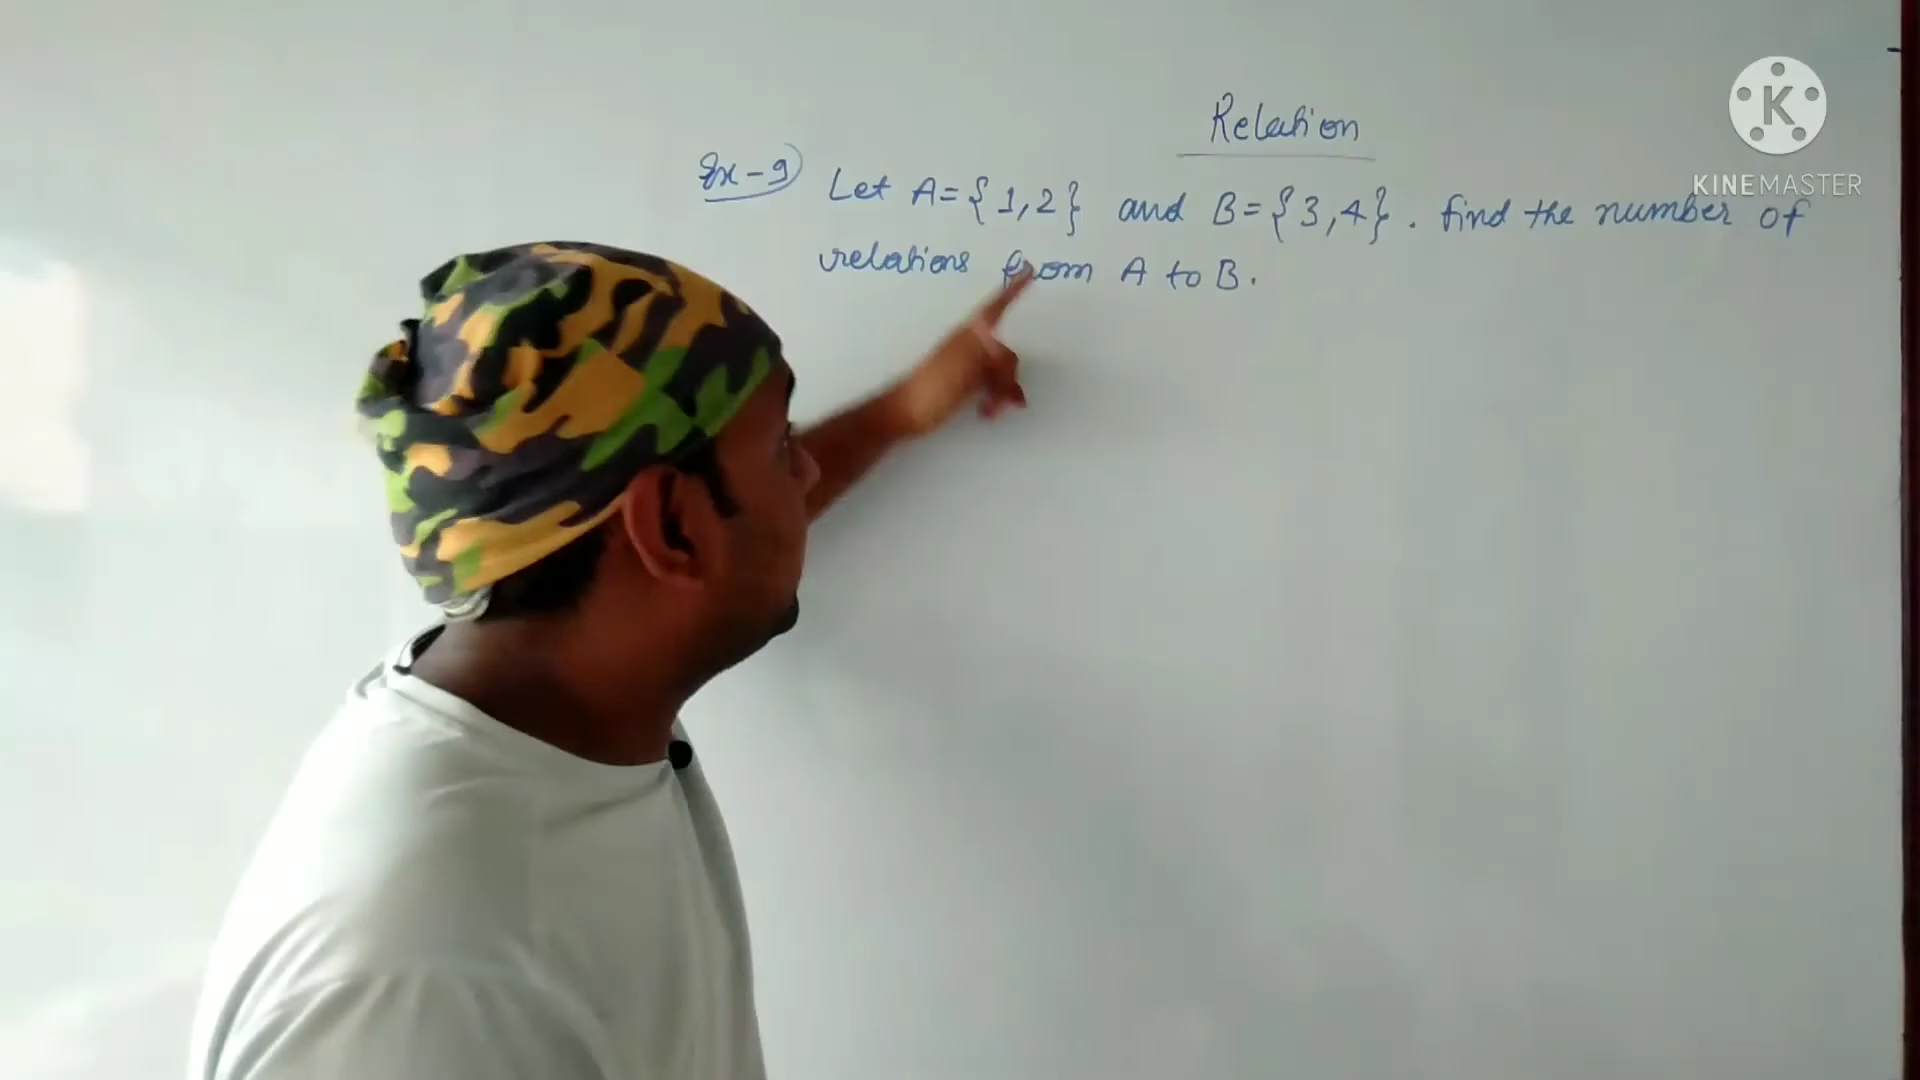 Relation
Ex-9) Let A={1,2} and B={3,4}. find the number of
relations from A to B.
K
KINEMASTER